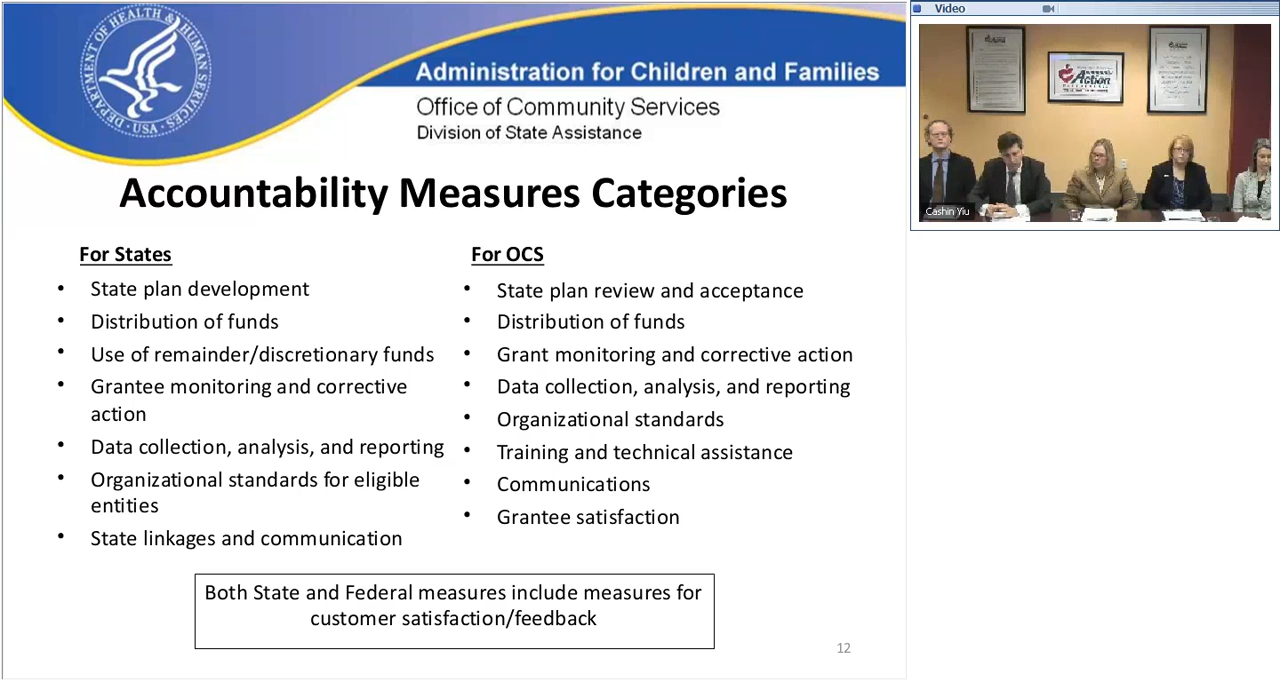 DEPARTMENT OF HEALTH & HUMAN SERVICES · USA
Administration for Children and Families
Office of Community Services
Division of State Assistance
Accountability Measures Categories
For States
• State plan development
• Distribution of funds
• Use of remainder/discretionary funds
• Grantee monitoring and corrective
action
• Data collection, analysis, and reporting
• Organizational standards for eligible
entities
• State linkages and communication
For OCS
• State plan review and acceptance
• Distribution of funds
• Grant monitoring and corrective action
• Data collection, analysis, and reporting
• Organizational standards
• Training and technical assistance
• Communications
• Grantee satisfaction
Both State and Federal measures include measures for
customer satisfaction/feedback
12
Video
Action
Cashin Yiu